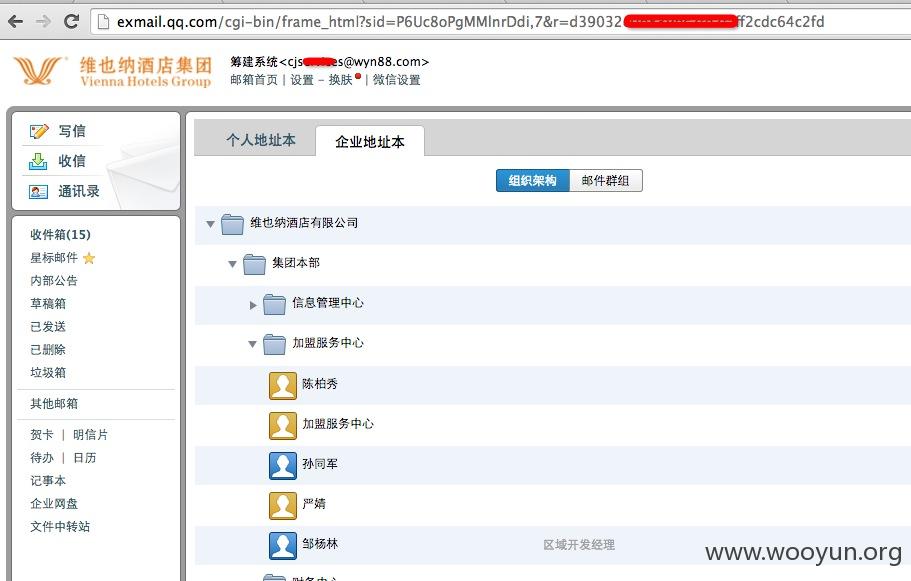 exmail.qq.com/cgi-bin/frame_html?sid=P6Uc8oPgMMInrDdi,7&r=d39032 ff2cdc64c2fd
维也纳酒店集团
Vienna Hotels Group
筹建系统<cjs es@wyn88.com>
邮箱首页 | 设置 - 换肤 | 微信设置
写信
收信
通讯录
收件箱(15)
星标邮件
内部公告
草稿箱
已发送
已删除
垃圾箱
其他邮箱
贺卡 | 明信片
待办 | 日历
记事本
企业网盘
文件中转站
个人地址本
企业地址本
组织架构
邮件群组
维也纳酒店有限公司
集团本部
信息管理中心
加盟服务中心
陈柏秀
加盟服务中心
孙同军
严婧
邹杨林 区域开发经理
财务中心
www.wooyun.org